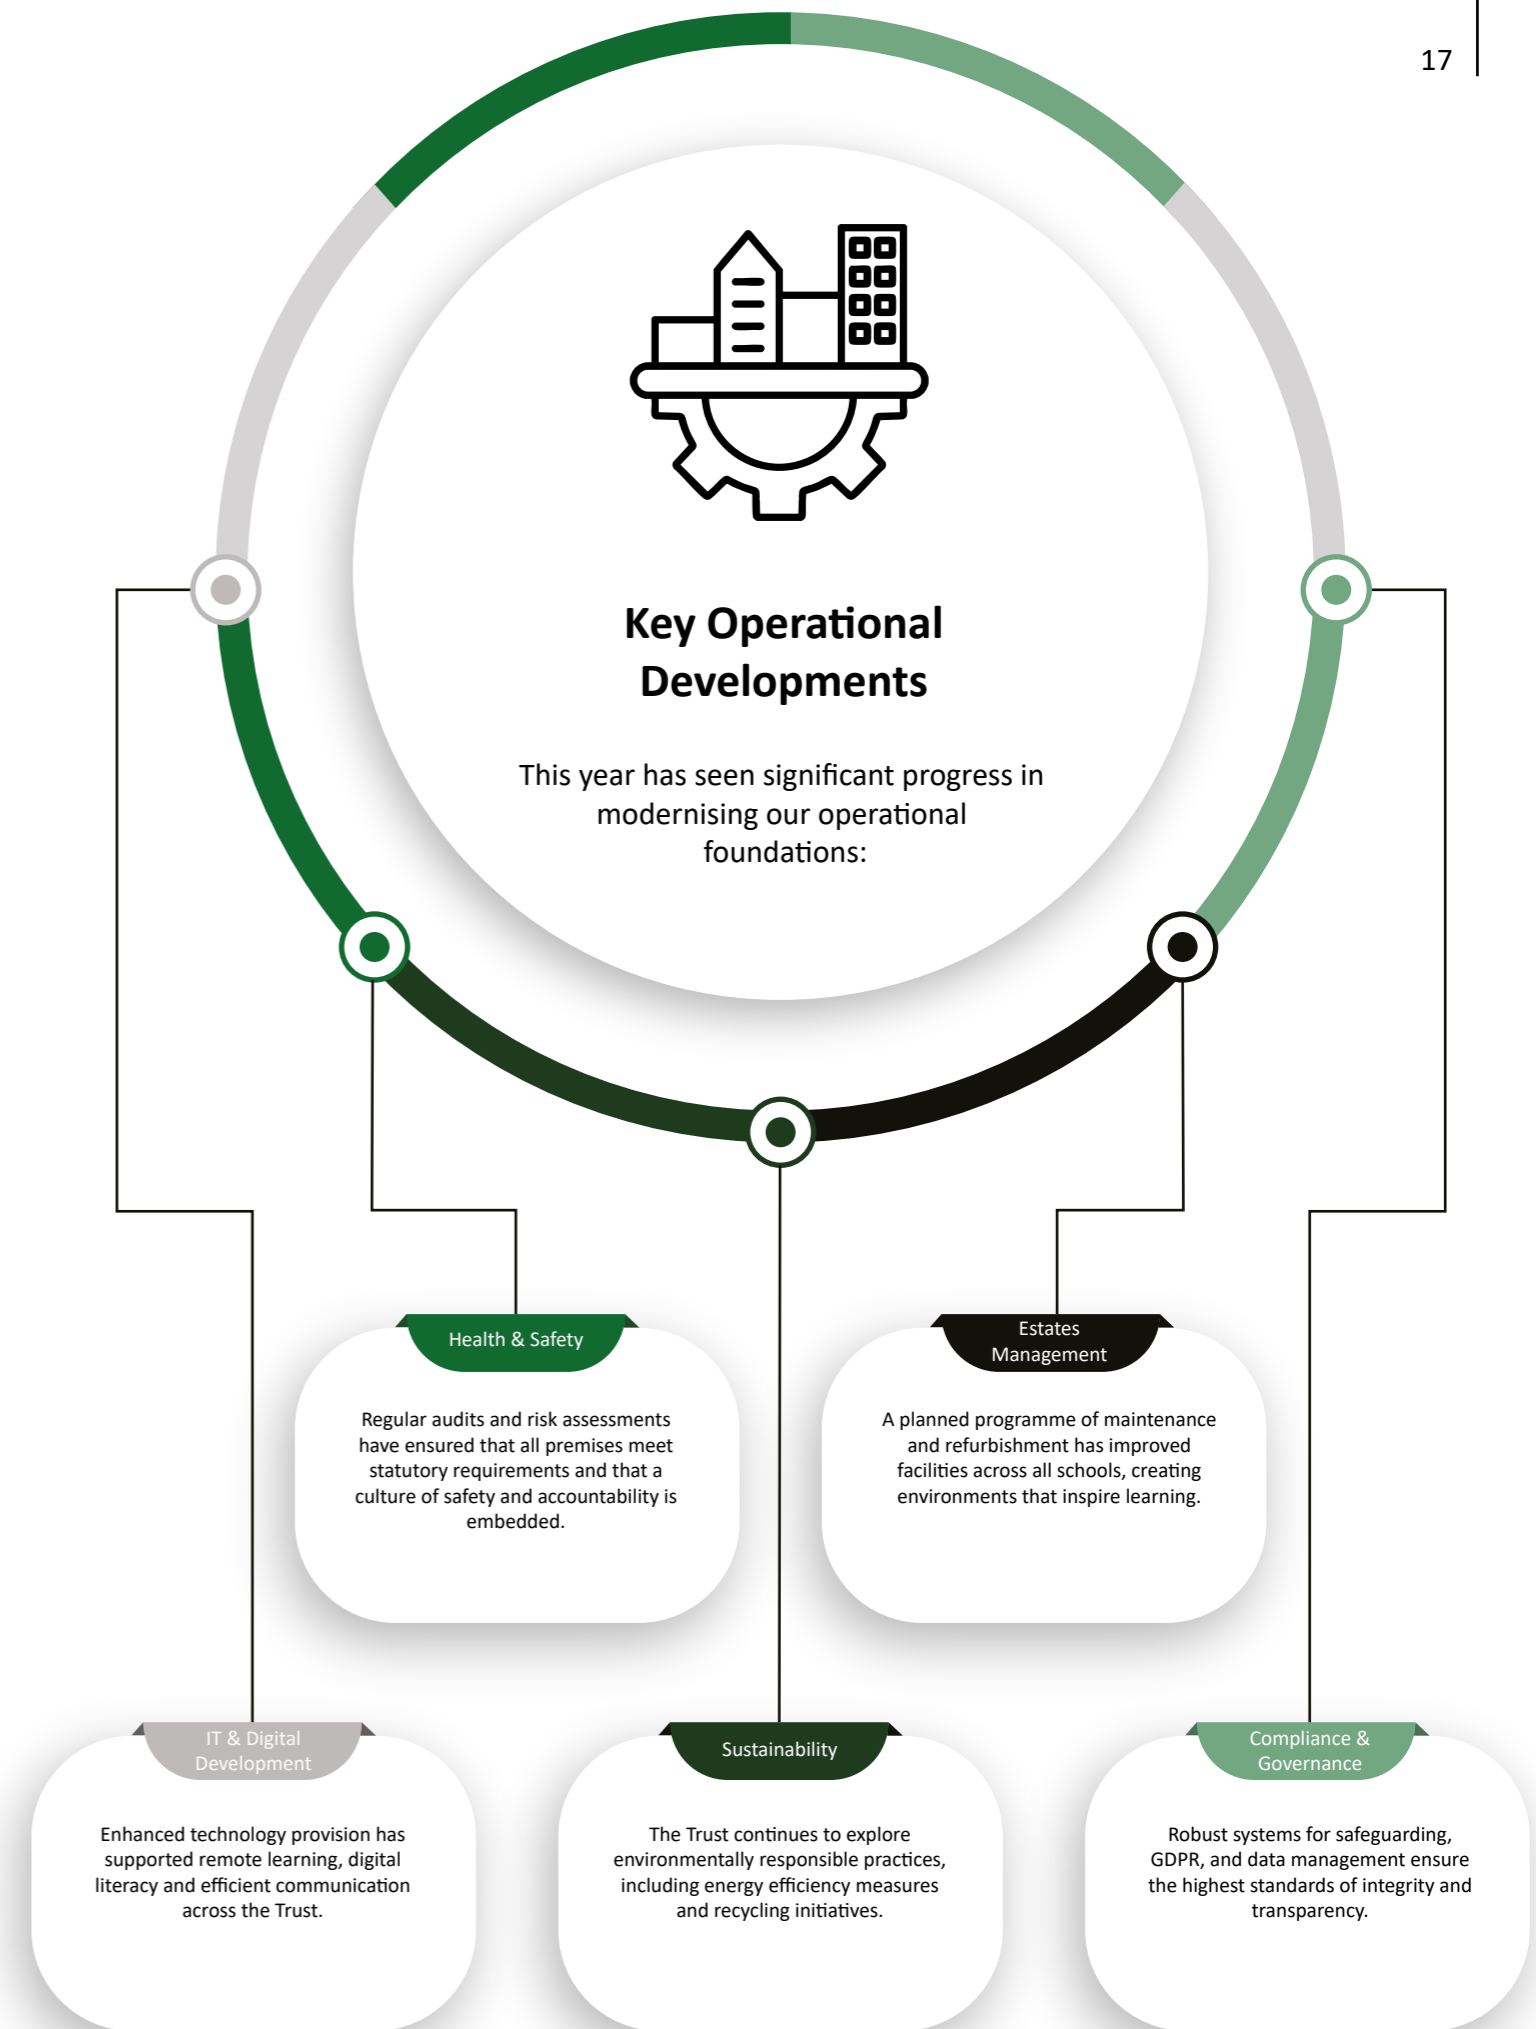 17
Key Operational
Developments
This year has seen significant progress in
modernising our operational
foundations:
Health & Safety
Regular audits and risk assessments
have ensured that all premises meet
statutory requirements and that a
culture of safety and accountability is
embedded.
Estates
Management
A planned programme of maintenance
and refurbishment has improved
facilities across all schools, creating
environments that inspire learning.
IT & Digital
Development
Enhanced technology provision has
supported remote learning, digital
literacy and efficient communication
across the Trust.
Sustainability
The Trust continues to explore
environmentally responsible practices,
including energy efficiency measures
and recycling initiatives.
Compliance &
Governance
Robust systems for safeguarding,
GDPR, and data management ensure
the highest standards of integrity and
transparency.